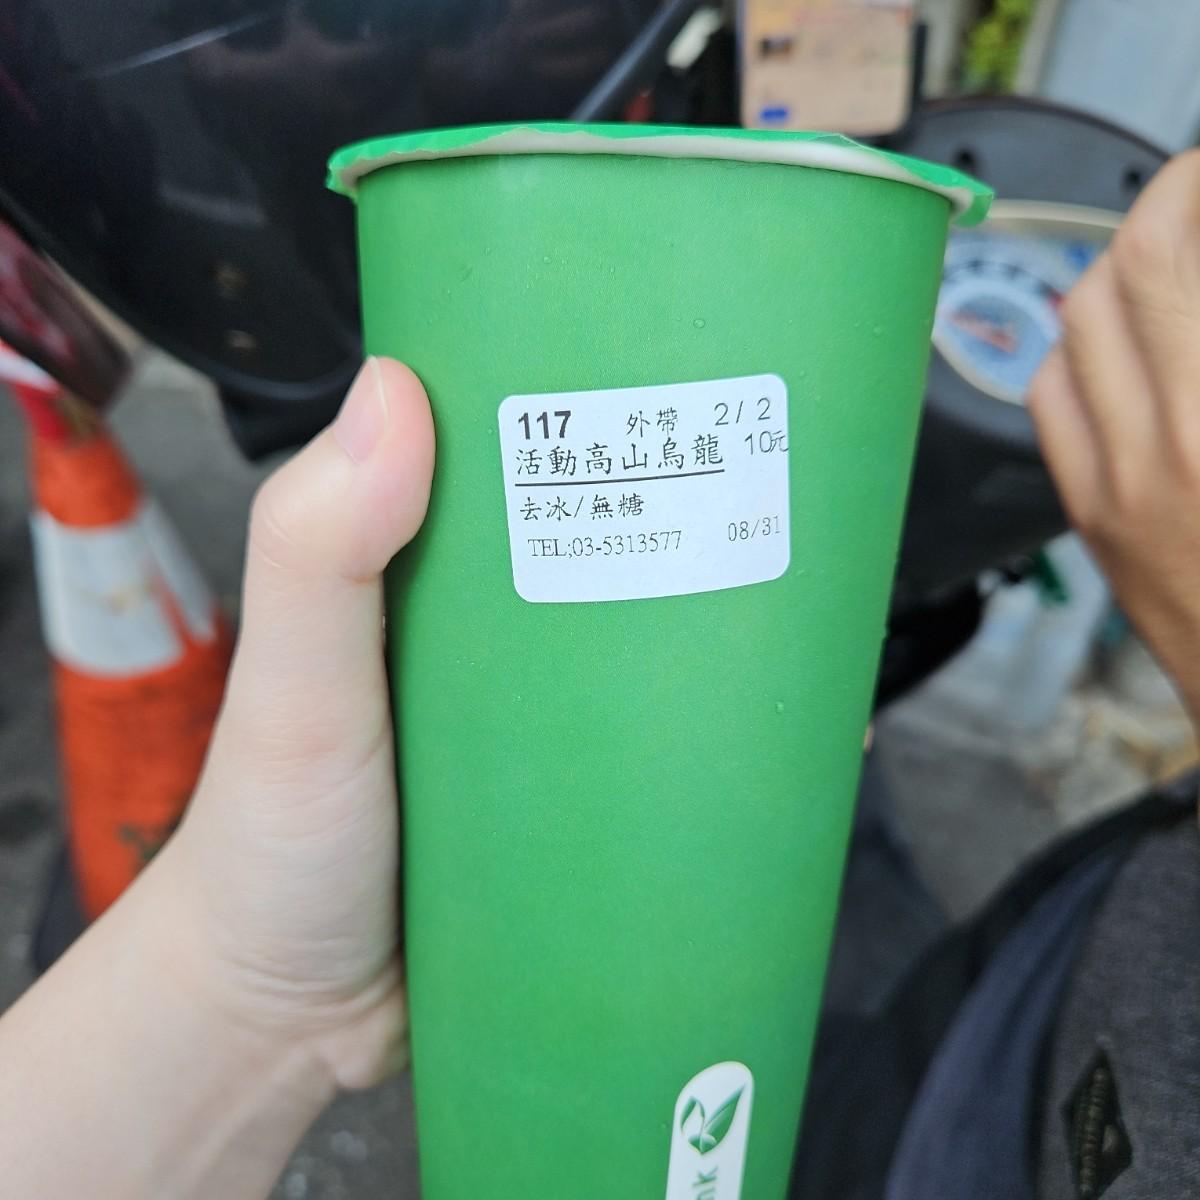 117 外帶 2/ 2
活動高山烏龍 10元
去冰/無糖
TEL;03-5313577 08/31
nk